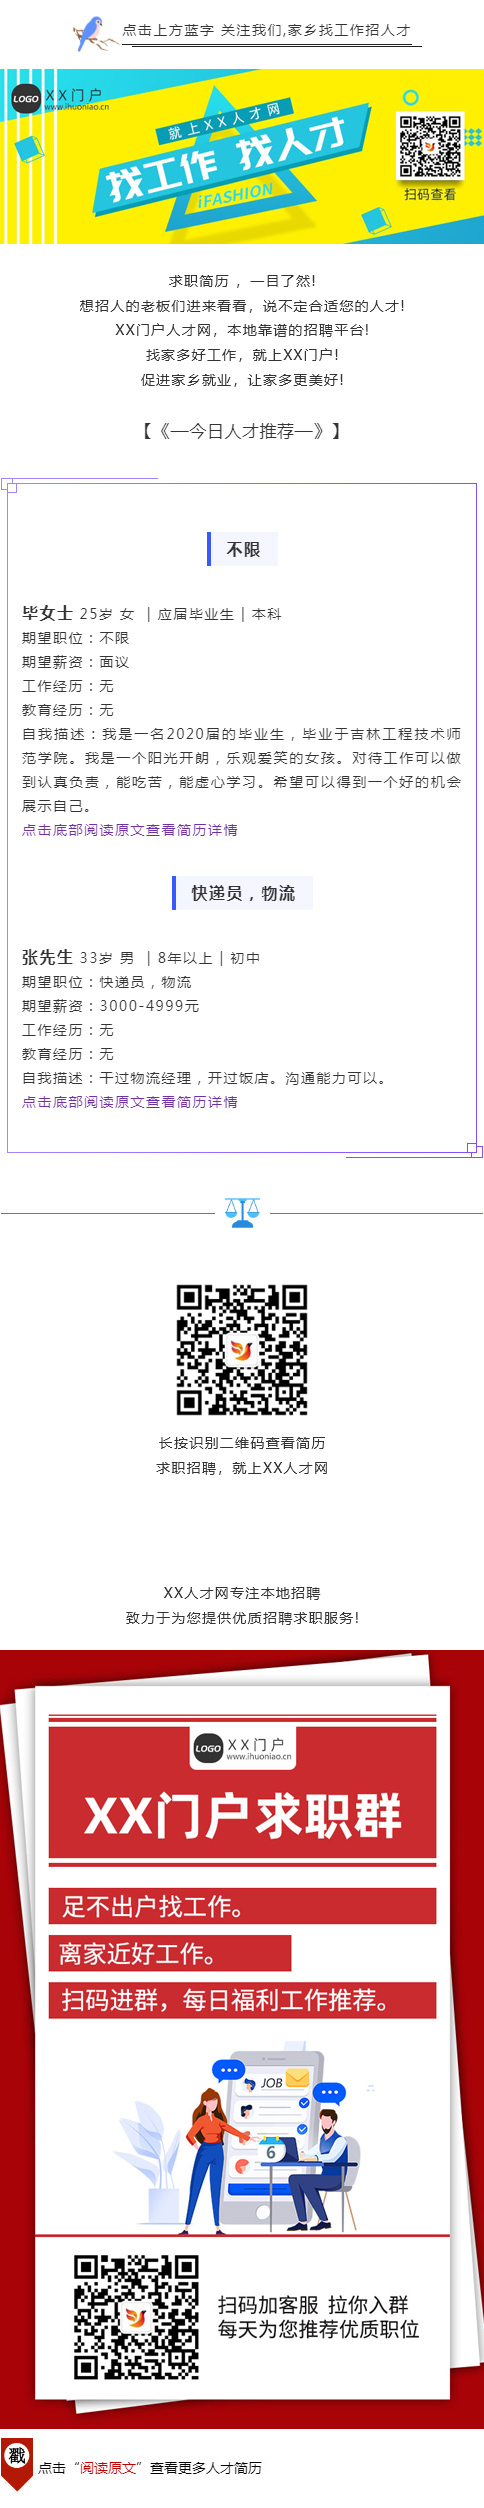 点击上方蓝字 关注我们,家乡找工作招人才
LOGO XX门户
www.ihuoniao.cn
就上XX人才网
找工作 找人才
iFASHION
扫码查看
求职简历 ，一目了然!
想招人的老板们进来看看，说不定合适您的人才!
XX门户人才网，本地靠谱的招聘平台!
找家乡好工作，就上XX门户!
促进家乡就业，让家乡更美好!
【《—今日人才推荐—》】
不限
毕女士 25岁 女 | 应届毕业生 | 本科
期望职位：不限
期望薪资：面议
工作经历：无
教育经历：无
自我描述：我是一名2020届的毕业生，毕业于吉林工程技术师
范学院。我是一个阳光开朗，乐观爱笑的女孩。对待工作可以做
到认真负责，能吃苦，能虚心学习。希望可以得到一个好的机会
展示自己。
点击底部阅读原文查看简历详情
快递员，物流
张先生 33岁 男 | 8年以上 | 初中
期望职位：快递员，物流
期望薪资：3000-4999元
工作经历：无
教育经历：无
自我描述：干过物流经理，开过饭店。沟通能力可以。
点击底部阅读原文查看简历详情
长按识别二维码查看简历
求职招聘，就上XX人才网
XX人才网专注本地招聘
致力于为您提供优质招聘求职服务!
LOGO XX门户
www.ihuoniao.cn
XX门户求职群
足不出户找工作。
离家近好工作。
扫码进群，每日福利工作推荐。
JOB
6
扫码加客服 拉你入群
每天为您推荐优质职位
戳 点击“阅读原文”查看更多人才简历